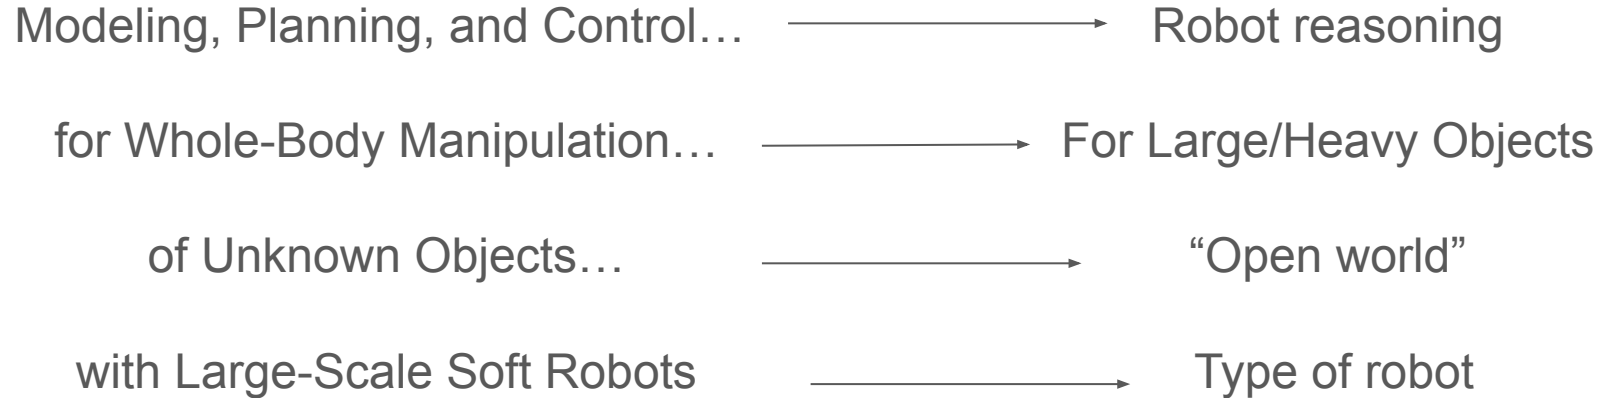 Modeling, Planning, and Control… Robot reasoning
for Whole-Body Manipulation… For Large/Heavy Objects
of Unknown Objects… “Open world”
with Large-Scale Soft Robots Type of robot